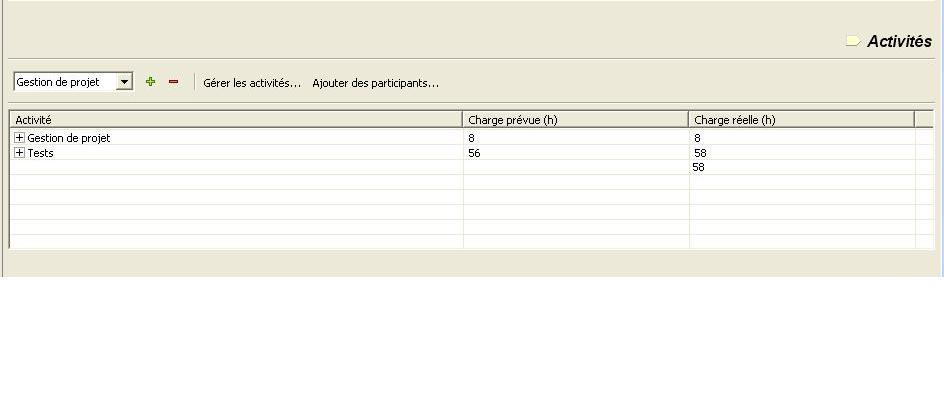 Activités
Gestion de projet Gérer les activités... Ajouter des participants...
Activité Charge prévue (h) Charge réelle (h)
Gestion de projet 8 8
Tests 56 58
58